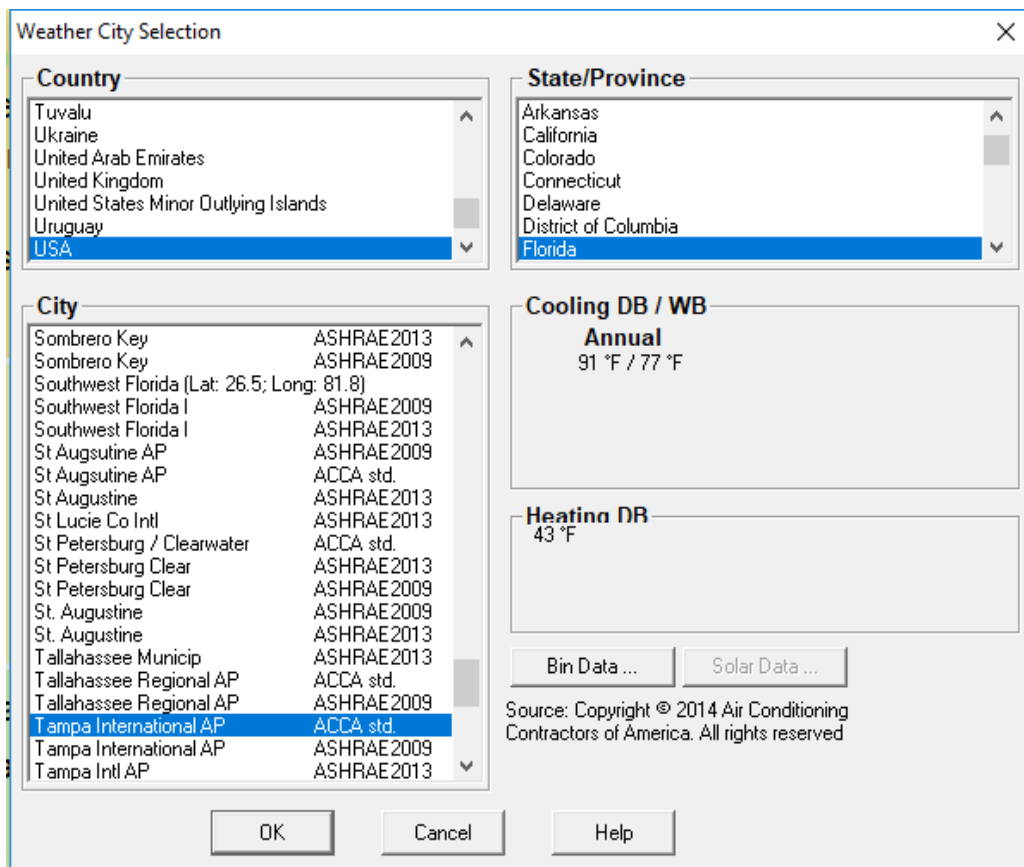 Weather City Selection
Country
Tuvalu
Ukraine
United Arab Emirates
United Kingdom
United States Minor Outlying Islands
Uruguay
USA
State/Province
Arkansas
California
Colorado
Connecticut
Delaware
District of Columbia
Florida
City
Sombrero Key ASHRAE2013
Sombrero Key ASHRAE2009
Southwest Florida (Lat: 26.5; Long: 81.8)
Southwest Florida I ASHRAE2009
Southwest Florida I ASHRAE2013
St Augsutine AP ASHRAE2009
St Augsutine AP ACCA std.
St Augustine ASHRAE2013
St Lucie Co Intl ASHRAE2013
St Petersburg / Clearwater ACCA std.
St Petersburg Clear ASHRAE2013
St Petersburg Clear ASHRAE2009
St. Augustine ASHRAE2009
St. Augustine ASHRAE2013
Tallahassee Municip ASHRAE2013
Tallahassee Regional AP ACCA std.
Tallahassee Regional AP ASHRAE2009
Tampa International AP ACCA std.
Tampa International AP ASHRAE2009
Tampa Intl AP ASHRAE2013
Cooling DB / WB
Annual
91 °F / 77 °F
Heating DB
43 °F
Bin Data ...
Solar Data ...
Source: Copyright © 2014 Air Conditioning
Contractors of America. All rights reserved
OK
Cancel
Help